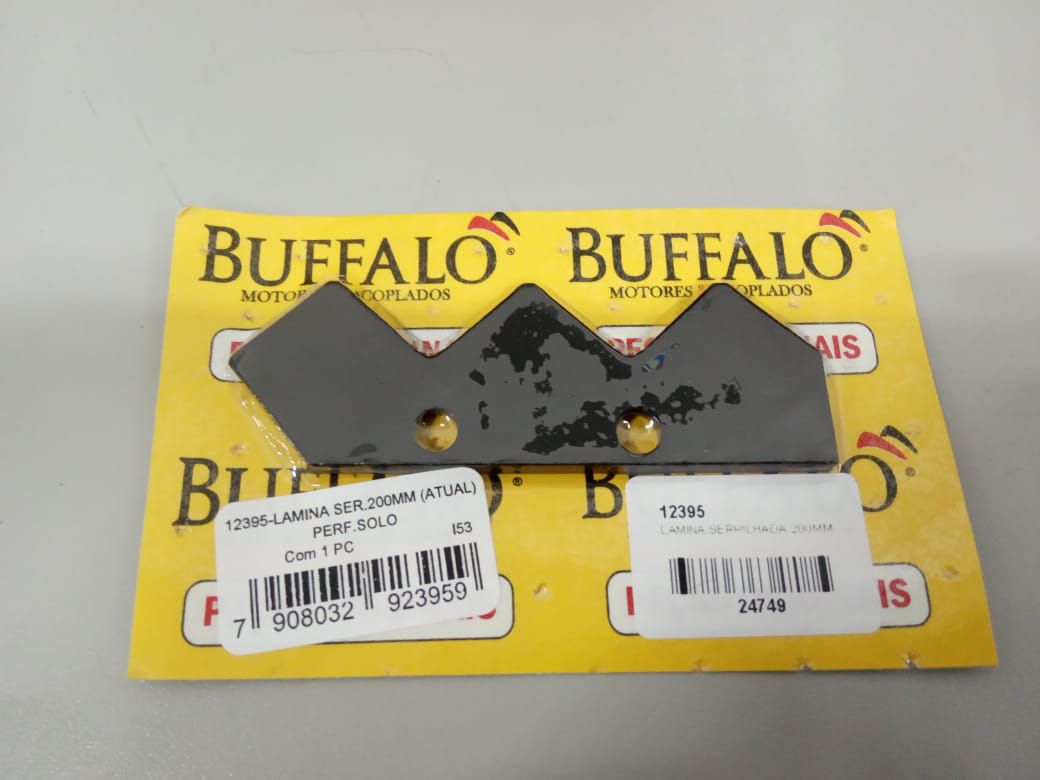 BUFFALO®
MOTORES ACOPLADOS
BUFFALO®
MOTORES
12395-LAMINA SER.200MM (ATUAL)
PERF.SOLO
I53
Com 1 PC
7 908032 923959
12395
LAMINA SERRILHADA 200MM
24749